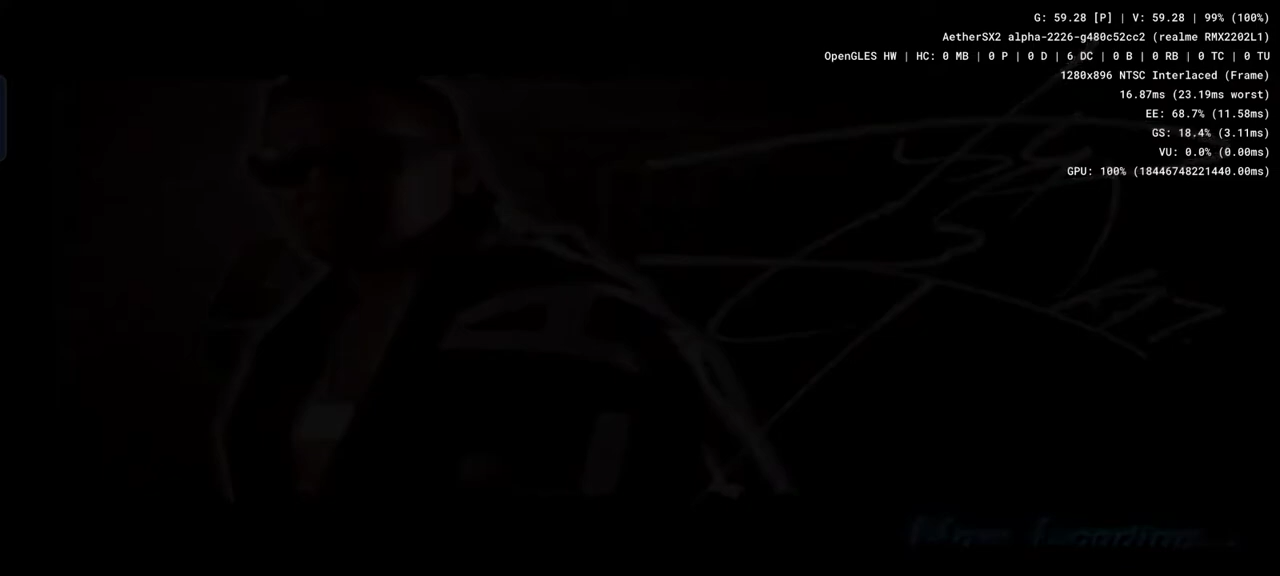 G: 59.28 [P] | V: 59.28 | 99% (100%)
AetherSX2 alpha-2226-g480c52cc2 (realme RMX2202L1)
OpenGLES HW | HC: 0 MB | 0 P | 0 D | 6 DC | 0 B | 0 RB | 0 TC | 0 TU
1280x896 NTSC Interlaced (Frame)
16.87ms (23.19ms worst)
EE: 68.7% (11.58ms)
GS: 18.4% (3.11ms)
VU: 0.0% (0.00ms)
GPU: 100% (18446748221440.00ms)
Now Loading...